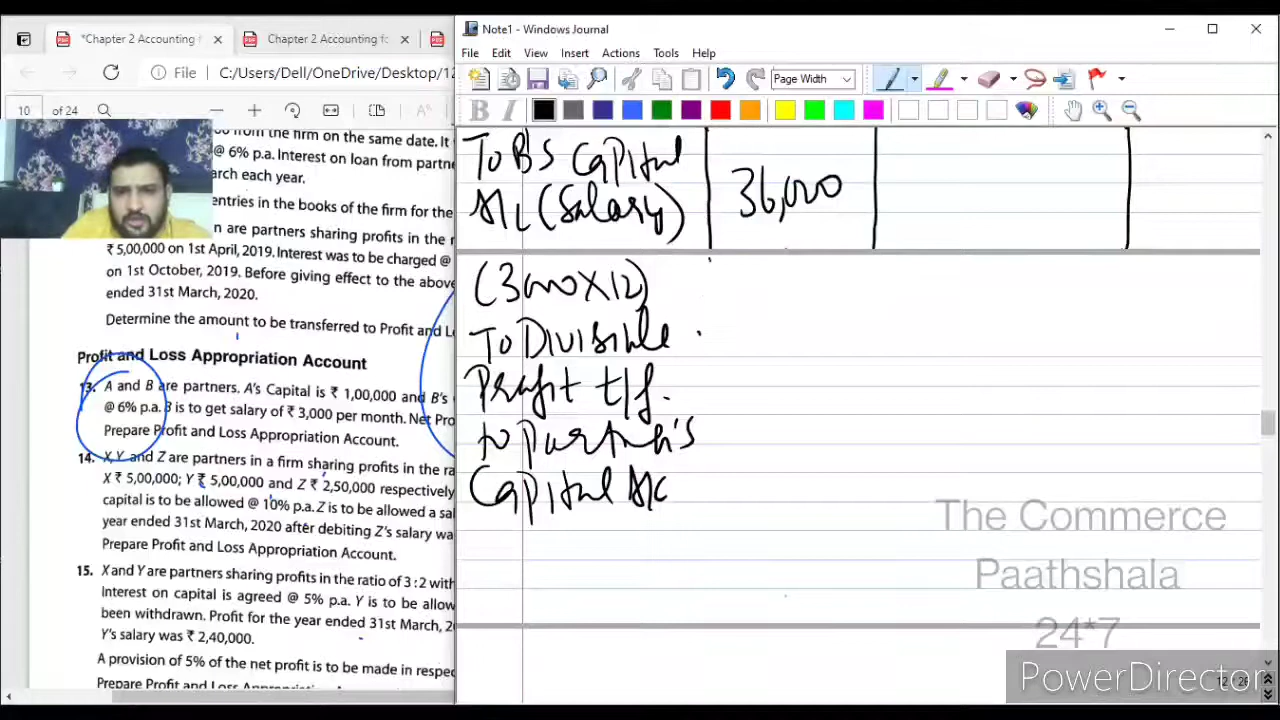 Note1 - Windows Journal
*Chapter 2 Accounting f
Chapter 2 Accounting fc
File Edit View Insert Actions Tools Help
File
C:/Users/Dell/OneDrive/Desktop/12
Page Width
10 of 24
B I
from the firm on the same date. It
@ 6% p.a. Interest on loan from partne
arch each year.
entries in the books of the firm for the
n are partners sharing profits in the r
₹ 5,00,000 on 1st April, 2019. Interest was to be charged @
on 1st October, 2019. Before giving effect to the above
ended 31st March, 2020.
Determine the amount to be transferred to Profit and L
Profit and Loss Appropriation Account
13. A and B are partners. A's Capital is ₹ 1,00,000 and B's
@ 6% p.a. B is to get salary of ₹ 3,000 per month. Net Pro
Prepare Profit and Loss Appropriation Account.
14. X, Y and Z are partners in a firm sharing profits in the ra
X ₹ 5,00,000; Y ₹ 5,00,000 and Z ₹ 2,50,000 respectively
capital is to be allowed @ 10% p.a. Z is to be allowed a sa
year ended 31st March, 2020 after debiting Z's salary wa
Prepare Profit and Loss Appropriation Account.
15. X and Y are partners sharing profits in the ratio of 3 : 2 with
Interest on capital is agreed @ 5% p.a. Y is to be allow
been withdrawn. Profit for the year ended 31st March, 2
Y's salary was ₹ 2,40,000.
A provision of 5% of the net profit is to be made in respec
Prepare Profit and Loss Appropriation Account
To B's Capital
A/c (Salary) 36,000
(3000X12)
To Divisible
Profit t/f.
to Partner's
Capital A/c
The Commerce
Paathshala
24*7
PowerDirector